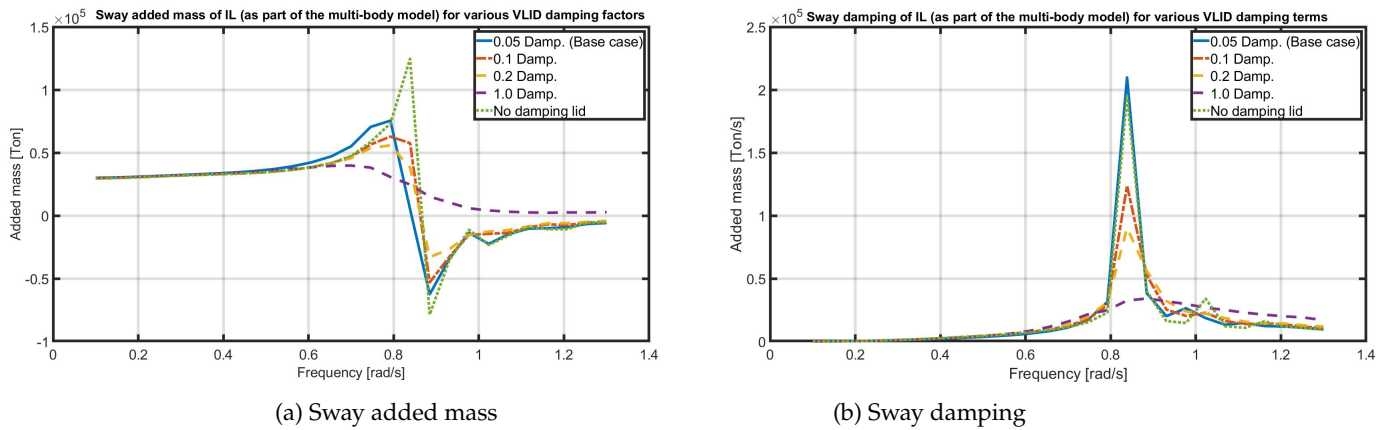 Sway added mass of IL (as part of the multi-body model) for various VLID damping factors
×10^5
1.5
1
0.5
0
-0.5
-1
Added mass [Ton]
0
0.2
0.4
0.6
0.8
1
1.2
1.4
Frequency [rad/s]
0.05 Damp. (Base case)
0.1 Damp.
0.2 Damp.
1.0 Damp.
No damping lid
(a) Sway added mass
Sway damping of IL (as part of the multi-body model) for various VLID damping terms
×10^5
2.5
2
1.5
1
0.5
0
Added mass [Ton/s]
0
0.2
0.4
0.6
0.8
1
1.2
1.4
Frequency [rad/s]
0.05 Damp. (Base case)
0.1 Damp.
0.2 Damp.
1.0 Damp.
No damping lid
(b) Sway damping